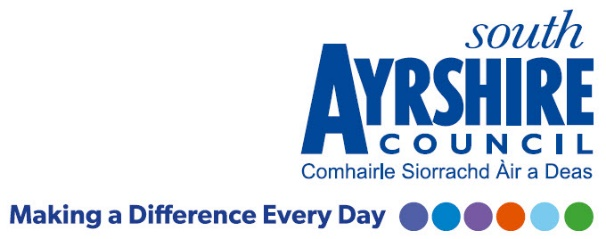 south
AYRSHIRE
COUNCIL
Comhairle Siorrachd Àir a Deas
Making a Difference Every Day